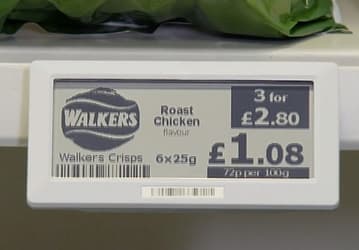 WALKERS
Walkers Crisps
Roast
Chicken
flavour
6x25g
3 for
£2.80
£1.08
72p per 100g